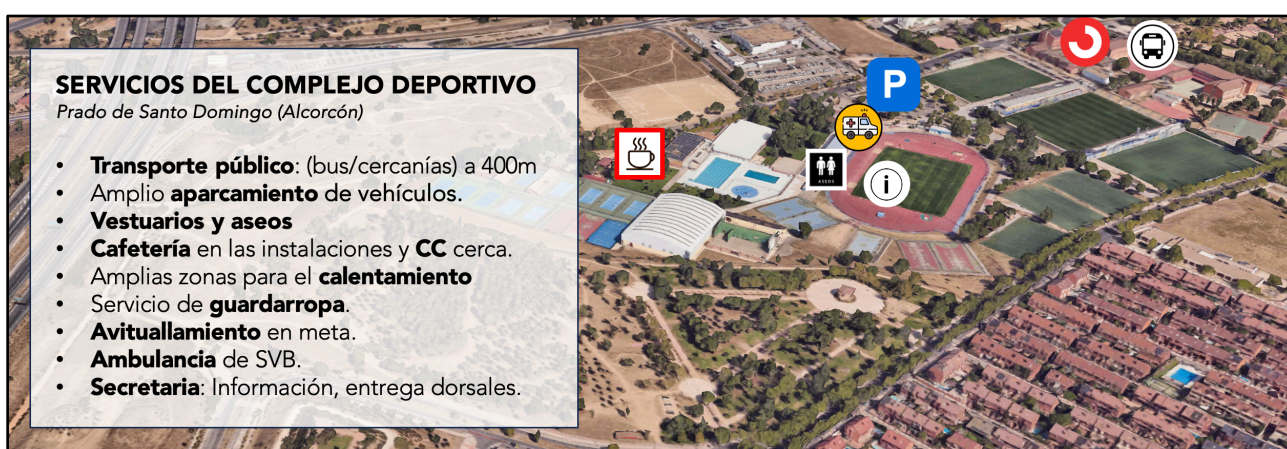 SERVICIOS DEL COMPLEJO DEPORTIVO
Prado de Santo Domingo (Alcorcón)
• Transporte público: (bus/cercanías) a 400m
• Amplio aparcamiento de vehículos.
• Vestuarios y aseos
• Cafetería en las instalaciones y CC cerca.
• Amplias zonas para el calentamiento
• Servicio de guardarropa.
• Avituallamiento en meta.
• Ambulancia de SVB.
• Secretaria: Información, entrega dorsales.
P
ASEOS
i